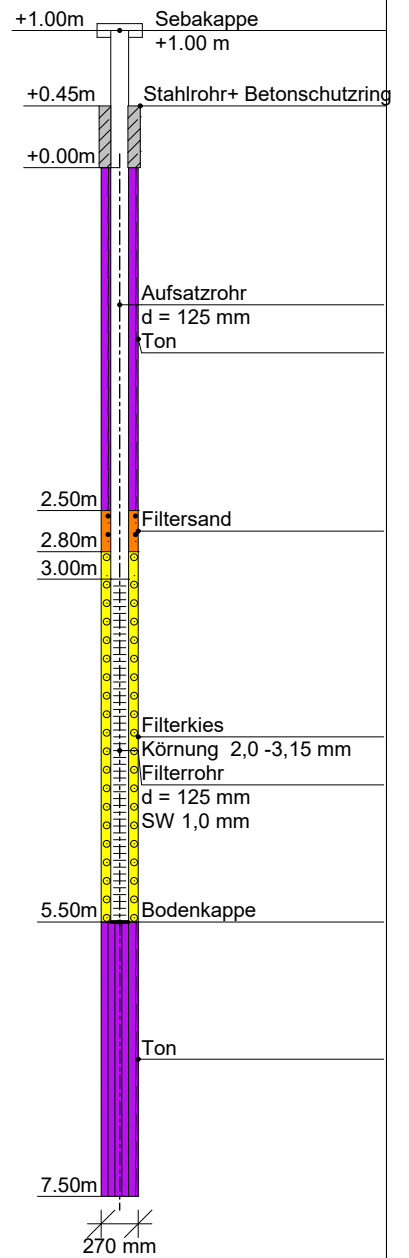 +1.00m Sebakappe
+1.00 m
+0.45m Stahlrohr+ Betonschutzring
+0.00m
Aufsatzrohr
d = 125 mm
Ton
2.50m
Filtersand
2.80m
3.00m
Filterkies
Körnung 2,0 -3,15 mm
Filterrohr
d = 125 mm
SW 1,0 mm
5.50m Bodenkappe
Ton
7.50m
270 mm